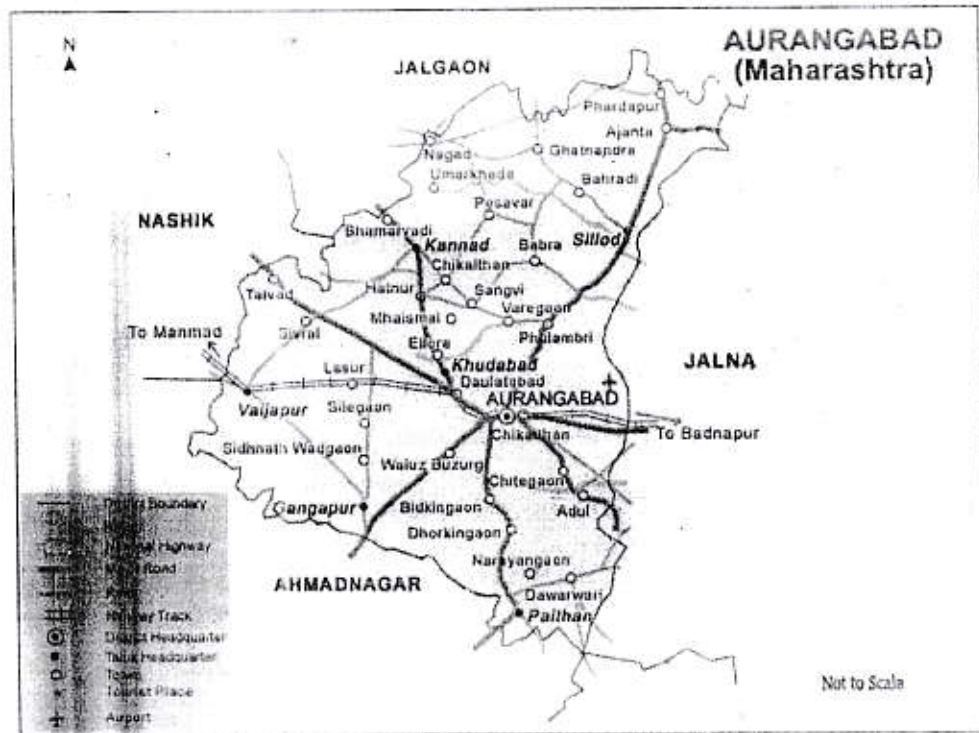 N
AURANGABAD
(Maharashtra)
JALGAON
Phardapur
Ajanta
Nagad
Ghatnandra
Umarkheda
Bahradi
Pesavar
NASHIK
Bhamarvadi
Kannad
Babra
Sillod
Chikalthan
Hatnur
Sangvi
Talvad
Mhaismal
Varegaon
Sivrai
Phulambri
To Manmad
Ellora
Khudabad
JALNA
Lasur
Daulatabad
AURANGABAD
Vaijapur
Silegaon
Chikalthan
To Badnapur
Sidhnath Wadgaon
Waluz Buzurg
Chitegaon
Gangapur
Bidkingaon
Adul
Dhorkingaon
Narayangaon
AHMADNAGAR
Dawarwari
Paithan
District Boundary
Highway
Road
Track
District Headquarter
Taluk Headquarter
Town
Tourist Place
Airport
Not to Scale